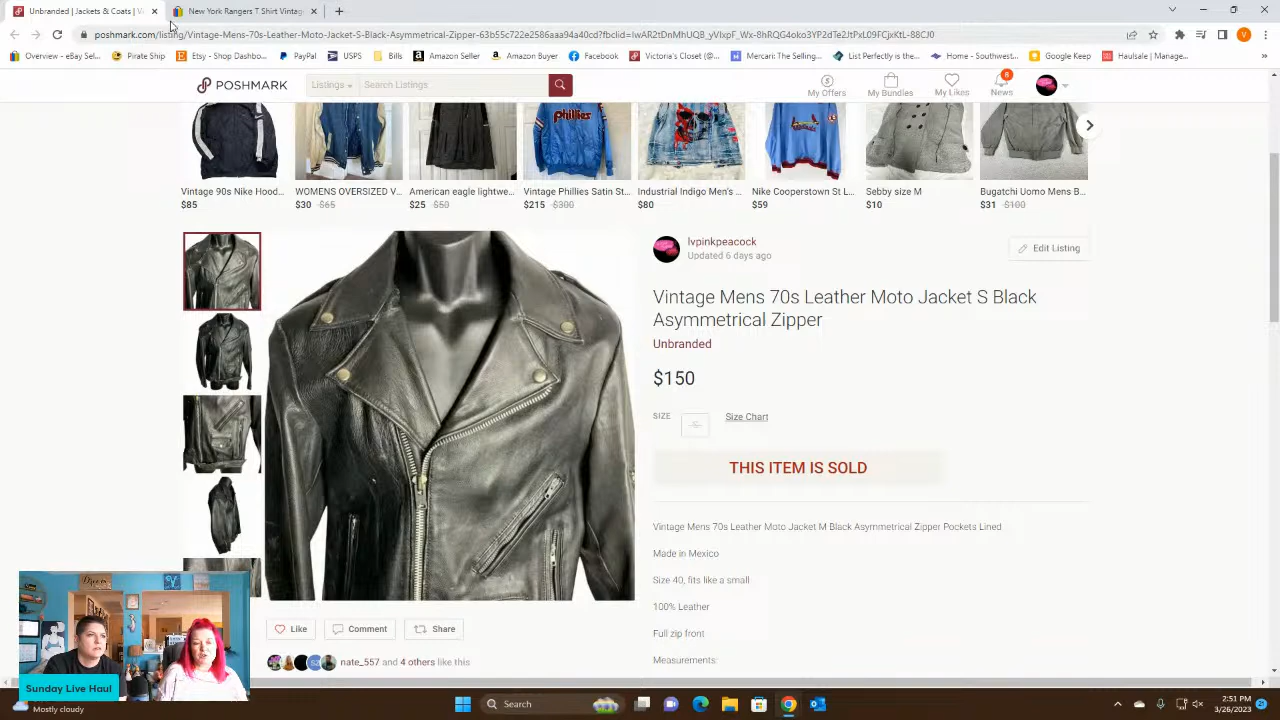 Unbranded | Jackets & Coats | V
New York Rangers T Shirt Vintag
poshmark.com/listing/Vintage-Mens-70s-Leather-Moto-Jacket-S-Black-Asymmetrical-Zipper-63b55c722e2586aaa94a40cd?fbclid=
Overview - eBay Sel... Pirate Ship Etsy - Shop Dashbo... PayPal USPS Bills Amazon Seller Amazon Buyer Facebook Victoria's Closet (@... Mercari: The Selling... List Perfectly is the... Home - Southwest... Google Keep Haulsale | Manage...
POSHMARK Listings Search Listings My Offers My Bundles My Likes 6 News
Phillies
Vintage 90s Nike Hood... WOMENS OVERSIZED V... American eagle lightwe... Vintage Phillies Satin St... Industrial Indigo Men's ... Nike Cooperstown St L... Sebby size M Bugatchi Uomo Mens B...
$85 $30 $65 $25 $50 $215 $300 $80 $59 $10 $31 $100
lvpinkpeacock
Updated 6 days ago
Edit Listing
Vintage Mens 70s Leather Moto Jacket S Black
Asymmetrical Zipper
Unbranded
$150
SIZE S Size Chart
THIS ITEM IS SOLD
Vintage Mens 70s Leather Moto Jacket M Black Asymmetrical Zipper Pockets Lined
Made in Mexico
Size 40, fits like a small
100% Leather
Full zip front
Measurements:
Like Comment Share
nate_557 and 4 others like this
Sunday Live Haul
Mostly cloudy
Search
2:51 PM
3/26/2023